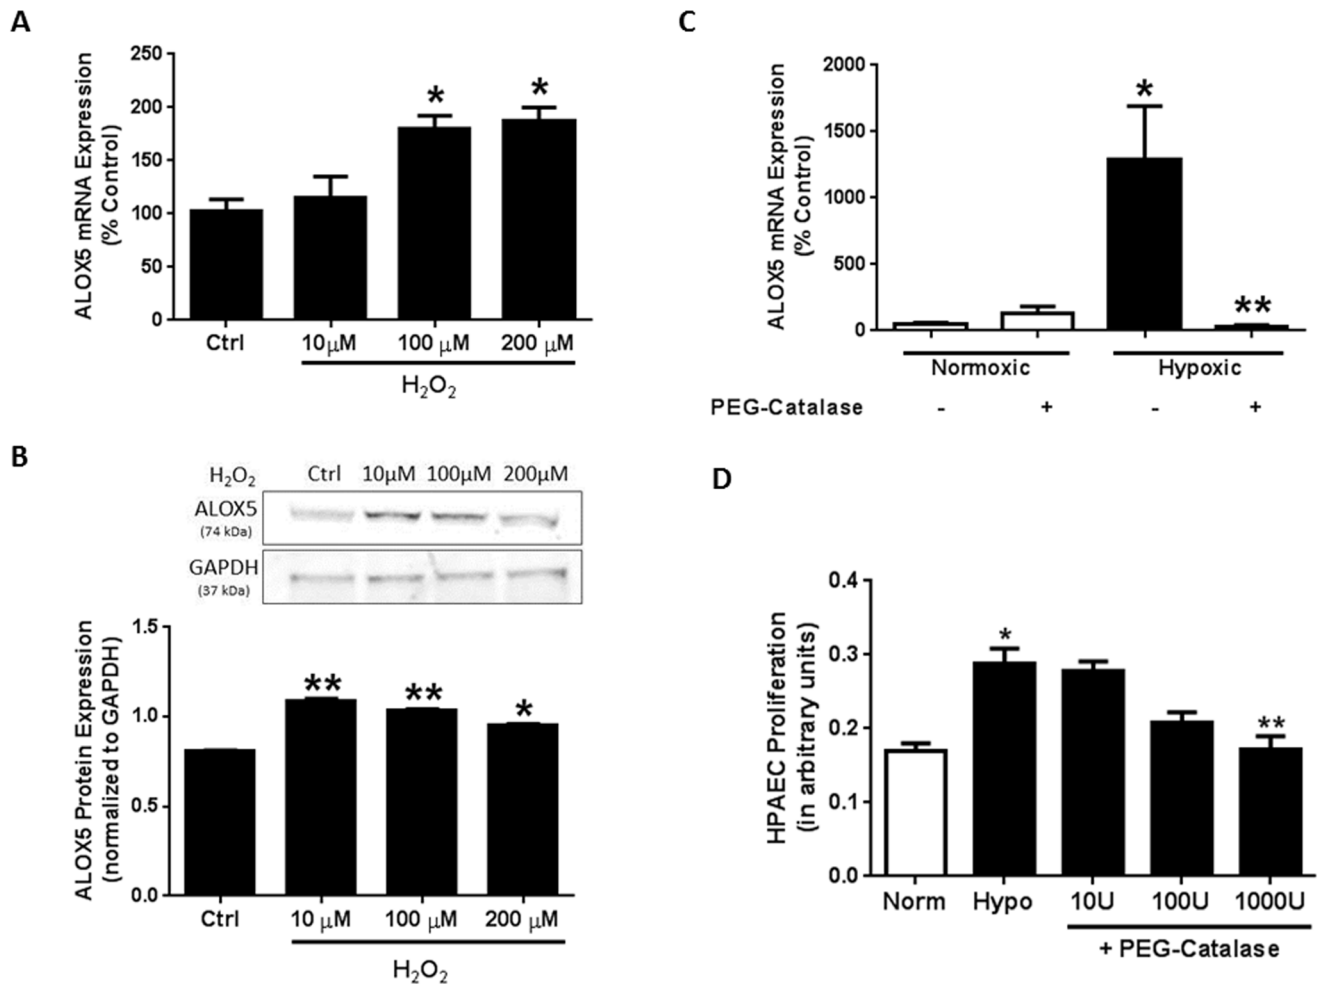 A
ALOX5 mRNA Expression
(% Control)
250
200
150
100
50
0
*
*
Ctrl
10μM
100 μM
200 μM
H₂O₂
C
ALOX5 mRNA Expression
(% Control)
2000
1500
1000
500
0
*
**
Normoxic
Hypoxic
PEG-Catalase - + - +
B
H₂O₂ Ctrl 10μM 100μM 200μM
ALOX5
(74 kDa)
GAPDH
(37 kDa)
ALOX5 Protein Expression
(normalized to GAPDH)
1.5
1.0
0.5
0.0
**
**
*
Ctrl
10 μM
100 μM
200 μM
H₂O₂
D
HPAEC Proliferation
(in arbitrary units)
0.4
0.3
0.2
0.1
0.0
*
**
Norm
Hypo
10U
100U
1000U
+ PEG-Catalase